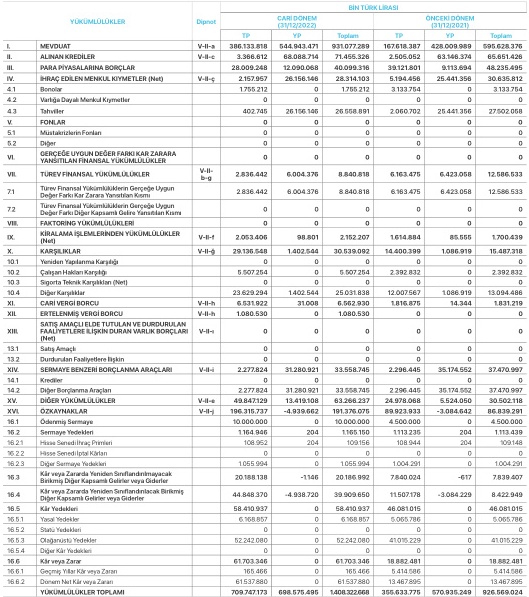 BİN TÜRK LİRASI
YÜKÜMLÜLÜKLER Dipnot CARİ DÖNEM (31/12/2022) ÖNCEKİ DÖNEM (31/12/2021)
TP YP Toplam TP YP Toplam
I. MEVDUAT V-II-a 386.133.818 544.943.471 931.077.289 167.618.387 428.009.989 595.628.376
II. ALINAN KREDİLER V-II-c 3.366.612 68.088.714 71.455.326 2.505.052 63.146.374 65.651.426
III. PARA PİYASALARINA BORÇLAR 28.009.248 12.090.068 40.099.316 39.121.801 9.113.694 48.235.495
IV. İHRAÇ EDİLEN MENKUL KIYMETLER (Net) V-II-ç 2.157.957 26.156.146 28.314.103 5.194.456 25.441.356 30.635.812
4.1 Bonolar 1.755.212 0 1.755.212 3.133.754 0 3.133.754
4.2 Varlığa Dayalı Menkul Kıymetler 0 0 0 0 0 0
4.3 Tahviller 402.745 26.156.146 26.558.891 2.060.702 25.441.356 27.502.058
V. FONLAR 0 0 0 0 0 0
5.1 Müstakrizlerin Fonları 0 0 0 0 0 0
5.2 Diğer 0 0 0 0 0 0
VI. GERÇEĞE UYGUN DEĞER FARKI KAR ZARARA
YANSITILAN FİNANSAL YÜKÜMLÜLÜKLER 0 0 0 0 0 0
VII. TÜREV FİNANSAL YÜKÜMLÜLÜKLER V-II-b-g 2.836.442 6.004.376 8.840.818 6.163.475 6.423.058 12.586.533
7.1 Türev Finansal Yükümlülüklerin Gerçeğe Uygun
Değer Farkı Kar Zarara Yansıtılan Kısmı 2.836.442 6.004.376 8.840.818 6.163.475 6.423.058 12.586.533
7.2 Türev Finansal Yükümlülüklerin Gerçeğe Uygun
Değer Farkı Diğer Kapsamlı Gelire Yansıtılan Kısmı 0 0 0 0 0 0
VIII. FAKTORİNG YÜKÜMLÜLÜKLERİ 0 0 0 0 0 0
IX. KİRALAMA İŞLEMLERİNDEN YÜKÜMLÜLÜKLER
(Net) V-II-f 2.053.406 98.801 2.152.207 1.614.884 85.555 1.700.439
X. KARŞILIKLAR V-II-ğ 29.136.548 1.402.544 30.539.092 14.400.399 1.086.919 15.487.318
10.1 Yeniden Yapılanma Karşılığı 0 0 0 0 0 0
10.2 Çalışan Hakları Karşılığı 5.507.254 0 5.507.254 2.392.832 0 2.392.832
10.3 Sigorta Teknik Karşılıkları (Net) 0 0 0 0 0 0
10.4 Diğer Karşılıklar 23.629.294 1.402.544 25.031.838 12.007.567 1.086.919 13.094.486
XI. CARİ VERGİ BORCU V-II-h 6.531.922 31.008 6.562.930 1.816.875 14.344 1.831.219
XII. ERTELENMİŞ VERGİ BORCU V-II-h 1.080.530 0 1.080.530 0 0 0
XIII. SATIŞ AMAÇLI ELDE TUTULAN VE DURDURULAN
FAALİYETLERE İLİŞKİN DURAN VARLIK BORÇLARI
(Net) V-II-ı 0 0 0 0 0 0
13.1 Satış Amaçlı 0 0 0 0 0 0
13.2 Durdurulan Faaliyetlere İlişkin 0 0 0 0 0 0
XIV. SERMAYE BENZERİ BORÇLANMA ARAÇLARI V-II-i 2.277.824 31.280.921 33.558.745 2.296.445 35.174.552 37.470.997
14.1 Krediler 0 0 0 0 0 0
14.2 Diğer Borçlanma Araçları 2.277.824 31.280.921 33.558.745 2.296.445 35.174.552 37.470.997
XV. DİĞER YÜKÜMLÜLÜKLER V-II-e 49.847.129 13.419.108 63.266.237 24.978.068 5.524.050 30.502.118
XVI. ÖZKAYNAKLAR V-II-j 196.315.737 -4.939.662 191.376.075 89.923.933 -3.084.642 86.839.291
16.1 Ödenmiş Sermaye 10.000.000 0 10.000.000 4.500.000 0 4.500.000
16.2 Sermaye Yedekleri 1.164.946 204 1.165.150 1.113.235 204 1.113.439
16.2.1 Hisse Senedi İhraç Primleri 108.952 204 109.156 108.944 204 109.148
16.2.2 Hisse Senedi İptal Kârları 0 0 0 0 0 0
16.2.3 Diğer Sermaye Yedekleri 1.055.994 0 1.055.994 1.004.291 0 1.004.291
16.3 Kâr veya Zararda Yeniden Sınıflandırılmayacak
Birikmiş Diğer Kapsamlı Gelirler veya Giderler 20.188.138 -1.146 20.186.992 7.840.024 -617 7.839.407
16.4 Kâr veya Zararda Yeniden Sınıflandırılacak Birikmiş
Diğer Kapsamlı Gelirler veya Giderler 44.848.370 -4.938.720 39.909.650 11.507.178 -3.084.229 8.422.949
16.5 Kâr Yedekleri 58.410.937 0 58.410.937 46.081.015 0 46.081.015
16.5.1 Yasal Yedekler 6.168.857 0 6.168.857 5.065.786 0 5.065.786
16.5.2 Statü Yedekleri 0 0 0 0 0 0
16.5.3 Olağanüstü Yedekler 52.242.080 0 52.242.080 41.015.229 0 41.015.229
16.5.4 Diğer Kâr Yedekleri 0 0 0 0 0 0
16.6 Kâr veya Zarar 61.703.346 0 61.703.346 18.882.481 0 18.882.481
16.6.1 Geçmiş Yıllar Kâr veya Zararı 165.466 0 165.466 5.414.586 0 5.414.586
16.6.2 Dönem Net Kâr veya Zararı 61.537.880 0 61.537.880 13.467.895 0 13.467.895
YÜKÜMLÜLÜKLER TOPLAMI 709.747.173 698.575.495 1.408.322.668 355.633.775 570.935.249 926.569.024